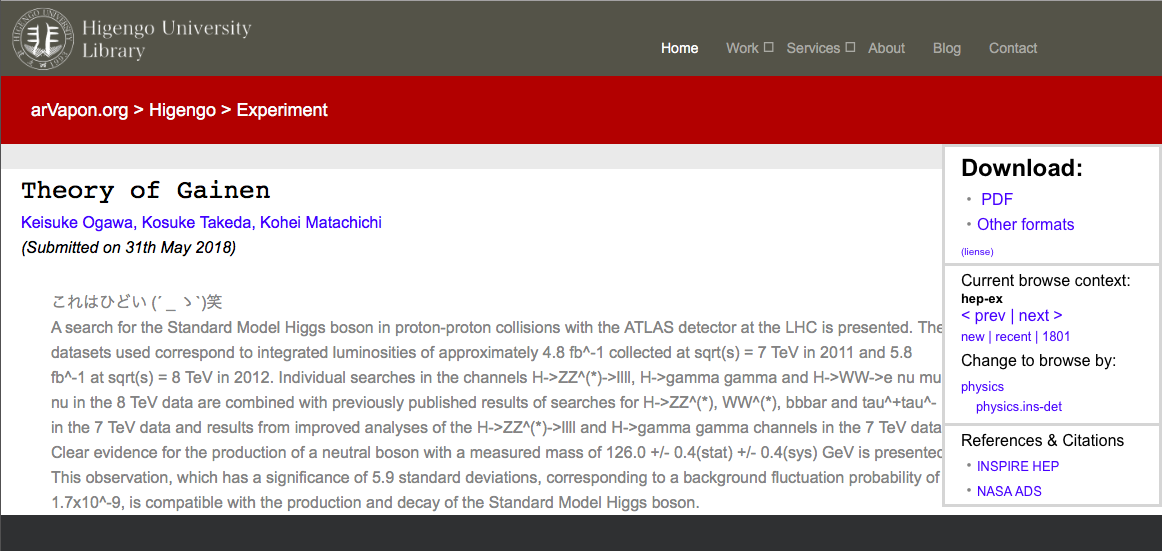 Higengo University
Library
Home Work Services About Blog Contact
arVapon.org > Higengo > Experiment
Theory of Gainen
Keisuke Ogawa, Kosuke Takeda, Kohei Matachichi
(Submitted on 31th May 2018)
これはひどい (´ _ ゝ`)笑
A search for the Standard Model Higgs boson in proton-proton collisions with the ATLAS detector at the LHC is presented. The
datasets used correspond to integrated luminosities of approximately 4.8 fb^-1 collected at sqrt(s) = 7 TeV in 2011 and 5.8
fb^-1 at sqrt(s) = 8 TeV in 2012. Individual searches in the channels H->ZZ^(*)->llll, H->gamma gamma and H->WW->e nu mu
nu in the 8 TeV data are combined with previously published results of searches for H->ZZ^(*), WW^(*), bbbar and tau^+tau^-
in the 7 TeV data and results from improved analyses of the H->ZZ^(*)->llll and H->gamma gamma channels in the 7 TeV data
Clear evidence for the production of a neutral boson with a measured mass of 126.0 +/- 0.4(stat) +/- 0.4(sys) GeV is presented
This observation, which has a significance of 5.9 standard deviations, corresponding to a background fluctuation probability of
1.7x10^-9, is compatible with the production and decay of the Standard Model Higgs boson.
Download:
• PDF
• Other formats
(liense)
Current browse context:
hep-ex
< prev | next >
new | recent | 1801
Change to browse by:
physics
physics.ins-det
References & Citations
• INSPIRE HEP
• NASA ADS